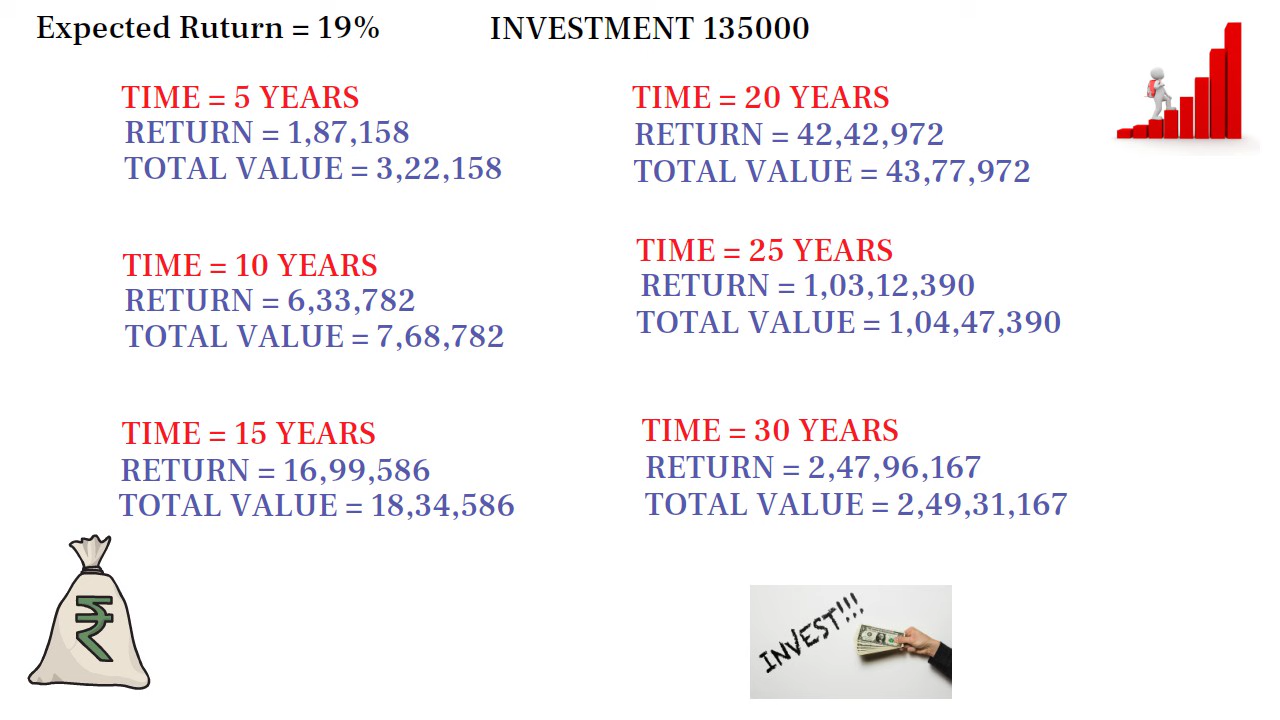 Expected Ruturn = 19%
INVESTMENT 135000
TIME = 5 YEARS
RETURN = 1,87,158
TOTAL VALUE = 3,22,158
TIME = 10 YEARS
RETURN = 6,33,782
TOTAL VALUE = 7,68,782
TIME = 15 YEARS
RETURN = 16,99,586
TOTAL VALUE = 18,34,586
TIME = 20 YEARS
RETURN = 42,42,972
TOTAL VALUE = 43,77,972
TIME = 25 YEARS
RETURN = 1,03,12,390
TOTAL VALUE = 1,04,47,390
TIME = 30 YEARS
RETURN = 2,47,96,167
TOTAL VALUE = 2,49,31,167
₹
INVEST!!!